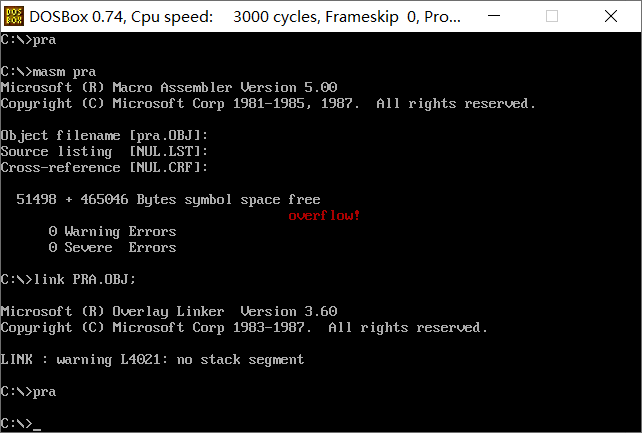 DOS BOX DOSBox 0.74, Cpu speed: 3000 cycles, Frameskip 0, Pro...
C:\>pra
C:\>masm pra
Microsoft (R) Macro Assembler Version 5.00
Copyright (C) Microsoft Corp 1981-1985, 1987. All rights reserved.
Object filename [pra.OBJ]:
Source listing [NUL.LST]:
Cross-reference [NUL.CRF]:
51498 + 465046 Bytes symbol space free
overflow!
0 Warning Errors
0 Severe Errors
C:\>link PRA.OBJ;
Microsoft (R) Overlay Linker Version 3.60
Copyright (C) Microsoft Corp 1983-1987. All rights reserved.
LINK : warning L4021: no stack segment
C:\>pra
C:\>_